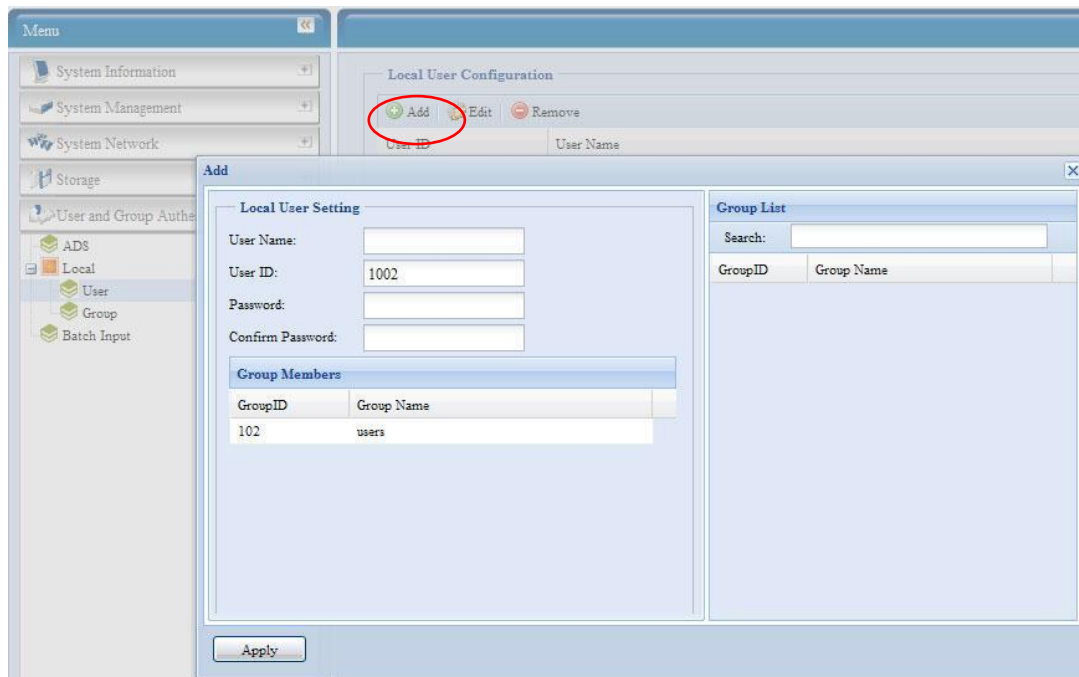 Menu
System Information
System Management
System Network
Storage
User and Group Authe
ADS
Local
User
Group
Batch Input
Local User Configuration
Add Edit Remove
User ID User Name
Add
Local User Setting
User Name:
User ID: 1002
Password:
Confirm Password:
Group Members
GroupID Group Name
102 users
Group List
Search:
GroupID Group Name
Apply